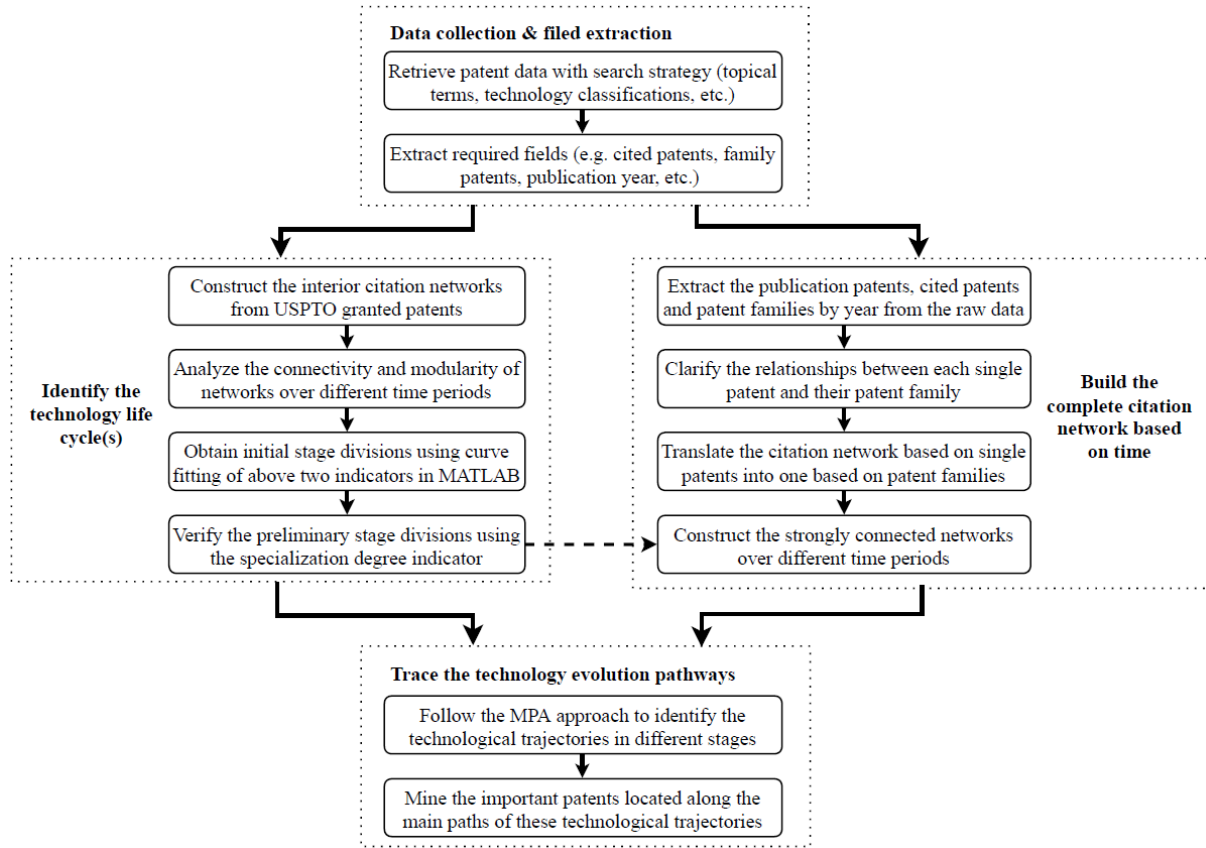 Data collection & filed extraction
Retrieve patent data with search strategy (topical
terms, technology classifications, etc.)
Extract required fields (e.g. cited patents, family
patents, publication year, etc.)
Identify the
technology life
cycle(s)
Construct the interior citation networks
from USPTO granted patents
Analyze the connectivity and modularity of
networks over different time periods
Obtain initial stage divisions using curve
fitting of above two indicators in MATLAB
Verify the preliminary stage divisions using
the specialization degree indicator
Extract the publication patents, cited patents
and patent families by year from the raw data
Clarify the relationships between each single
patent and their patent family
Translate the citation network based on single
patents into one based on patent families
Construct the strongly connected networks
over different time periods
Build the
complete citation
network based
on time
Trace the technology evolution pathways
Follow the MPA approach to identify the
technological trajectories in different stages
Mine the important patents located along the
main paths of these technological trajectories